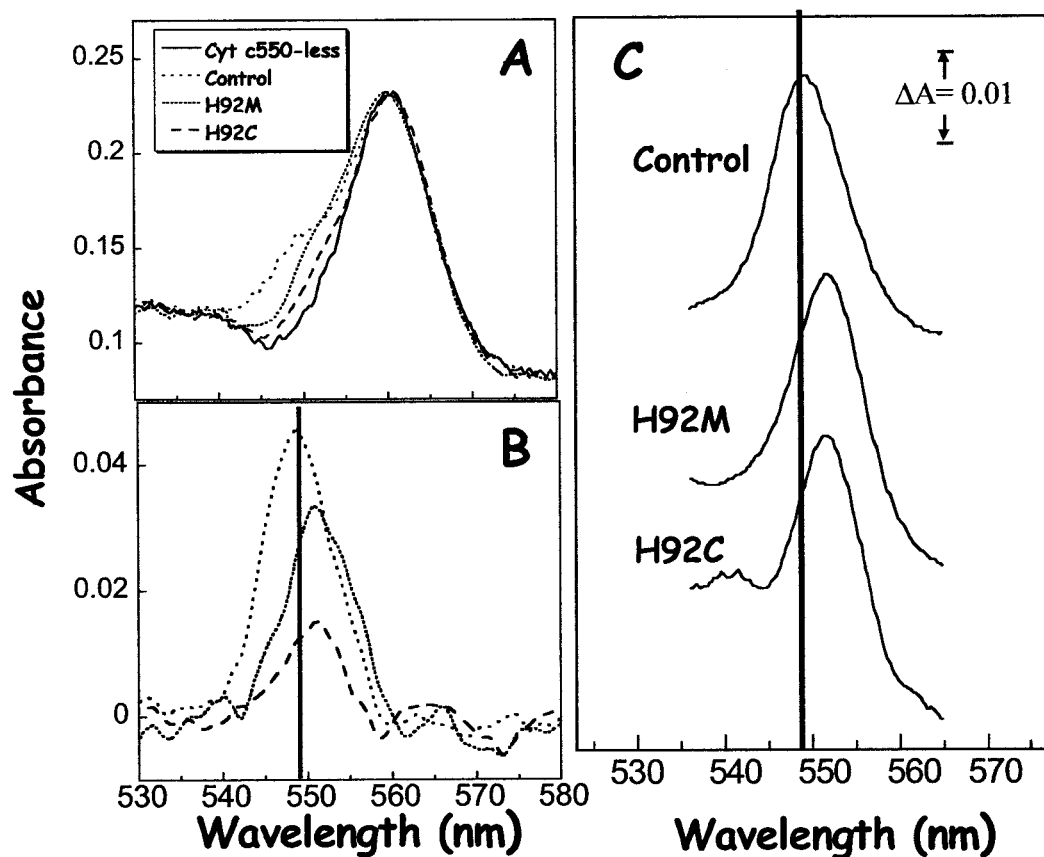 Cyt c550-less
Control
H92M
H92C
A
0.25
0.2
0.15
0.1
Absorbance
B
0.04
0.02
0
530 540 550 560 570 580
Wavelength (nm)
C
ΔA= 0.01
Control
H92M
H92C
530 540 550 560 570
Wavelength (nm)